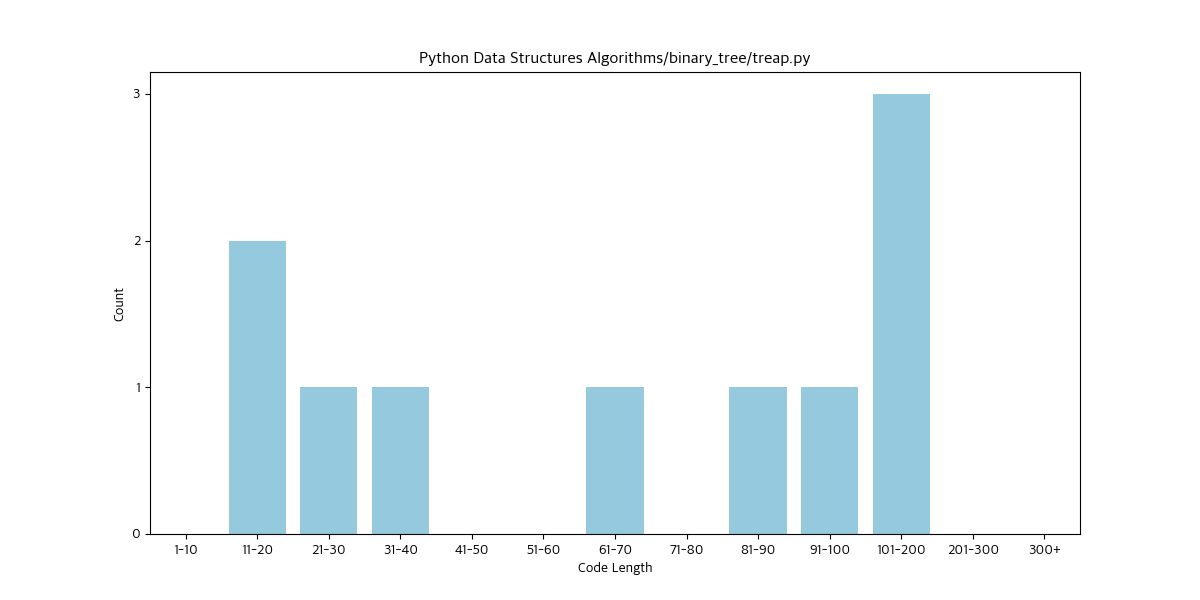 Python Data Structures Algorithms/binary_tree/treap.py
3
2
1
0
Count
1-10 11-20 21-30 31-40 41-50 51-60 61-70 71-80 81-90 91-100 101-200 201-300 300+
Code Length